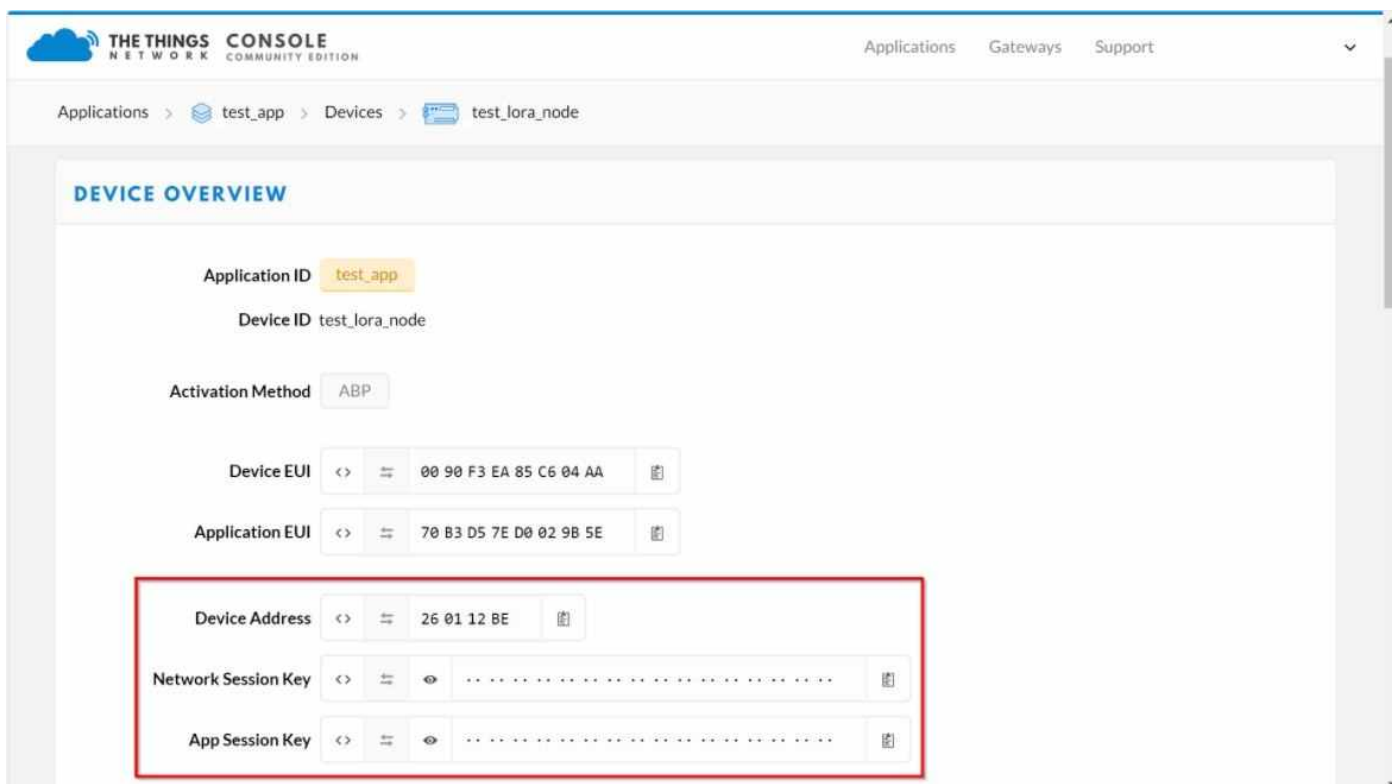 THE THINGS CONSOLE
NETWORK COMMUNITY EDITION
Applications Gateways Support
Applications > test_app > Devices > test_lora_node
DEVICE OVERVIEW
Application ID test_app
Device ID test_lora_node
Activation Method ABP
Device EUI <> 00 90 F3 EA 85 C6 04 AA
Application EUI <> 70 B3 D5 7E D0 02 9B 5E
Device Address <> 26 01 12 BE
Network Session Key <>
App Session Key <>